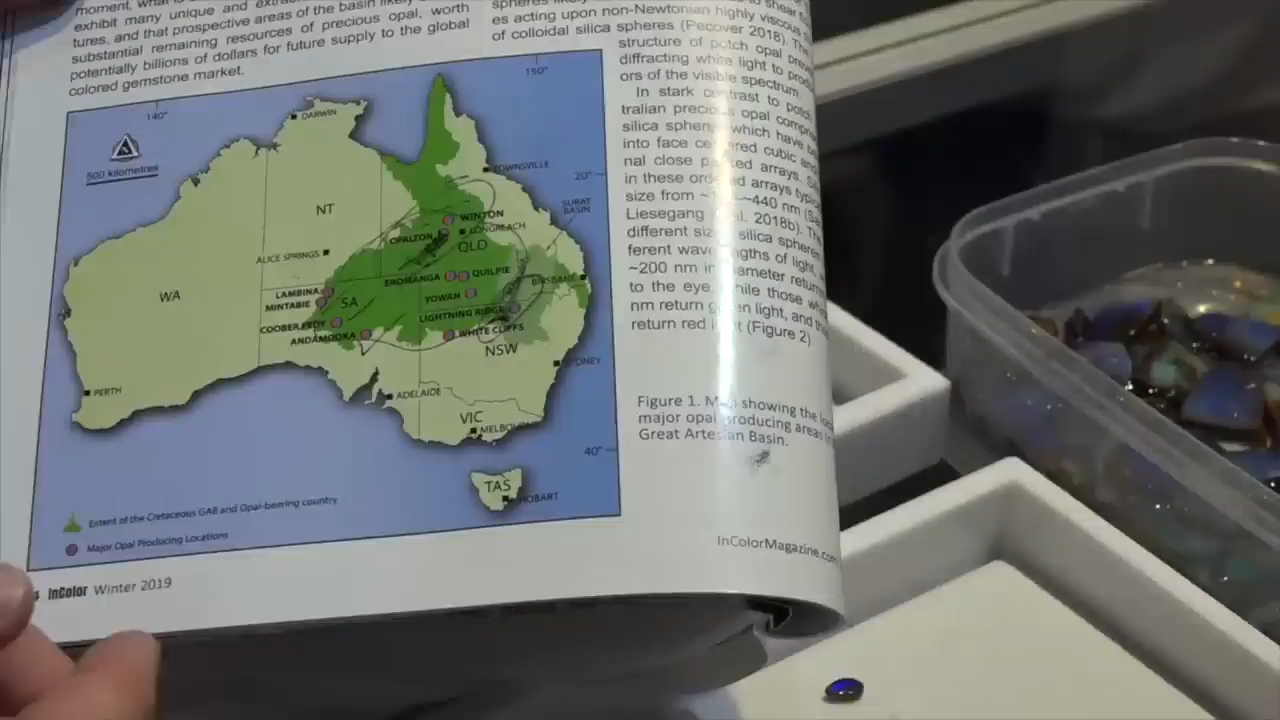 moment, what is
exhibit many unique and
tures, and that prospective areas of the basin likely
substantial remaining resources of precious opal, worth
potentially billions of dollars for future supply to the global
colored gemstone market.
spheres
es acting upon non-Newtonian highly viscous
of colloidal silica spheres (Pecover 2018).
structure of potch opal
diffracting white light to
ors of the visible spectrum
In stark contrast to
tralian precious opal
silica spheres which have
into face centred cubic
nal close packed arrays.
in these ordered arrays
size from
Liesegang et al. 2018b).
different silica spheres
ferent wavelengths of light,
~200 nm in diameter
to the eye, while those
nm return green light, and
return red light (Figure 2)
140°
150°
DARWIN
500 kilometres
TOWNSVILLE
20°
SURAT
BASIN
NT
WINTON
LONGREACH
OPALTON
QLD
ALICE SPRINGS
EROMANGA
QUILPIE
BRISBANE
WA
LAMBINA
SA
YOWAH
MINTABIE
LIGHTNING RIDGE
COOBER PEDY
WHITE CLIFFS
ANDAMOOKA
NSW
SYDNEY
PERTH
ADELAIDE
VIC
MELBOURNE
40°
TAS
HOBART
Extent of the Cretaceous GAB and Opal-bearing country
Major Opal Producing Locations
Figure 1. Map showing the
major opal producing areas
Great Artesian Basin.
InColorMagazine.com
InColor Winter 2019